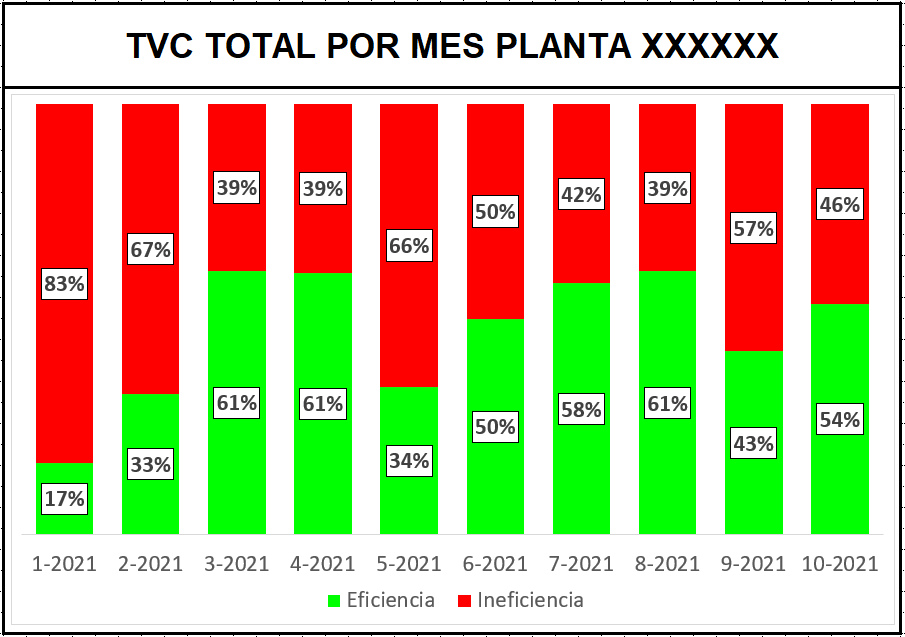 TVC TOTAL POR MES PLANTA XXXXXX
39% 39% 39%
42%
50% 46%
67% 66% 57%
83%
61% 61% 58% 61%
50% 54%
33% 34% 43%
17%
1-2021 2-2021 3-2021 4-2021 5-2021 6-2021 7-2021 8-2021 9-2021 10-2021
Eficiencia Ineficiencia